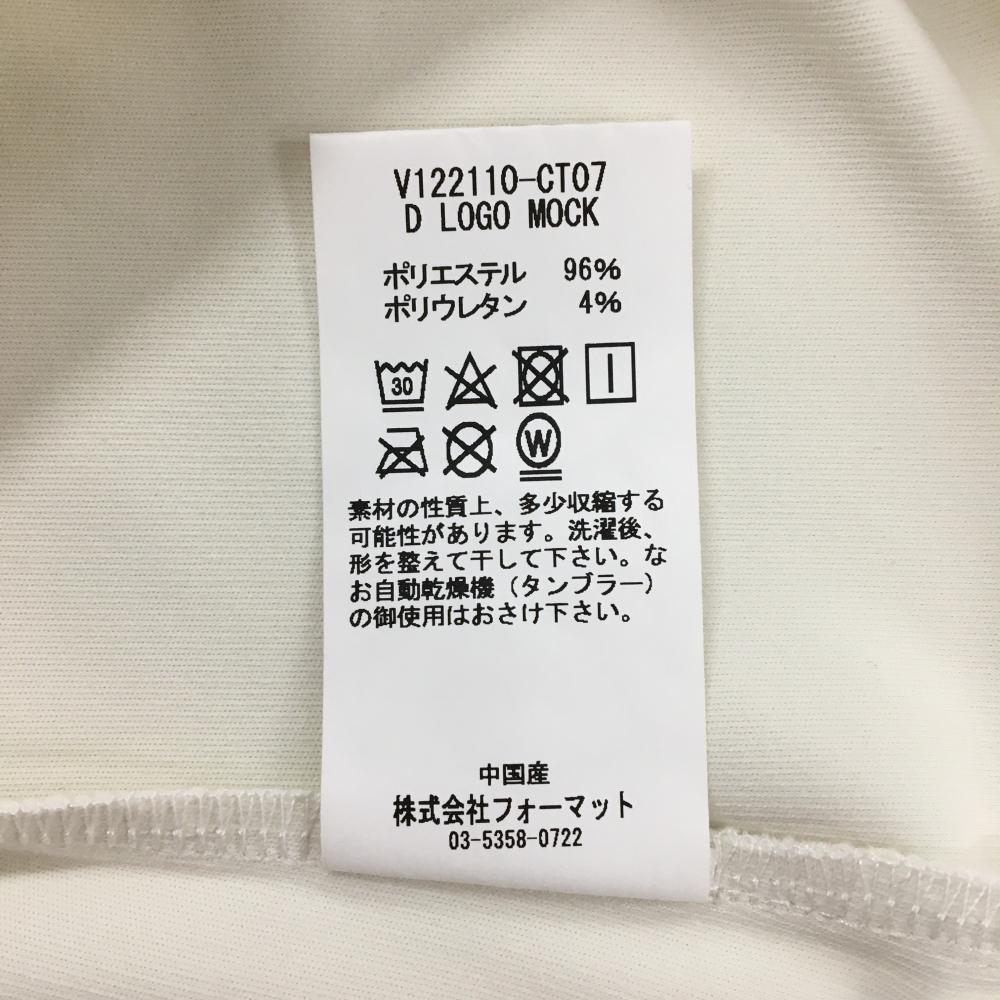 V122110-CT07
D LOGO MOCK
ポリエステル 96%
ポリウレタン 4%
30
W
素材の性質上、多少収縮する
可能性があります。洗濯後、
形を整えて干して下さい。な
お自動乾燥機（タンブラー）
の御使用はおさけ下さい。
中国産
株式会社フォーマット
03-5358-0722